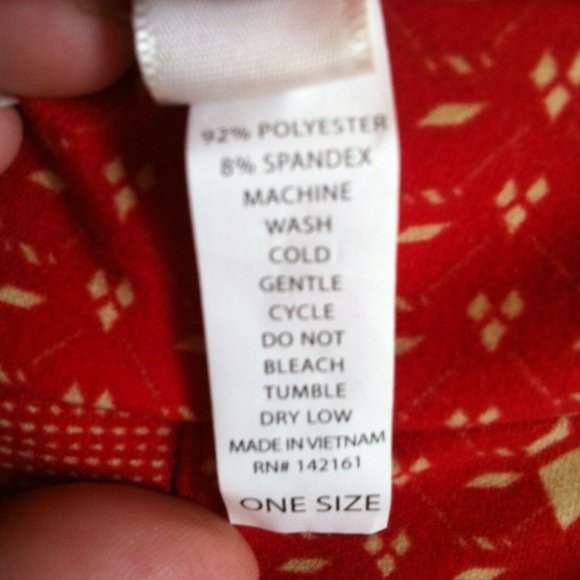 92% POLYESTER
8% SPANDEX
MACHINE
WASH
COLD
GENTLE
CYCLE
DO NOT
BLEACH
TUMBLE
DRY LOW
MADE IN VIETNAM
RN# 142161
ONE SIZE